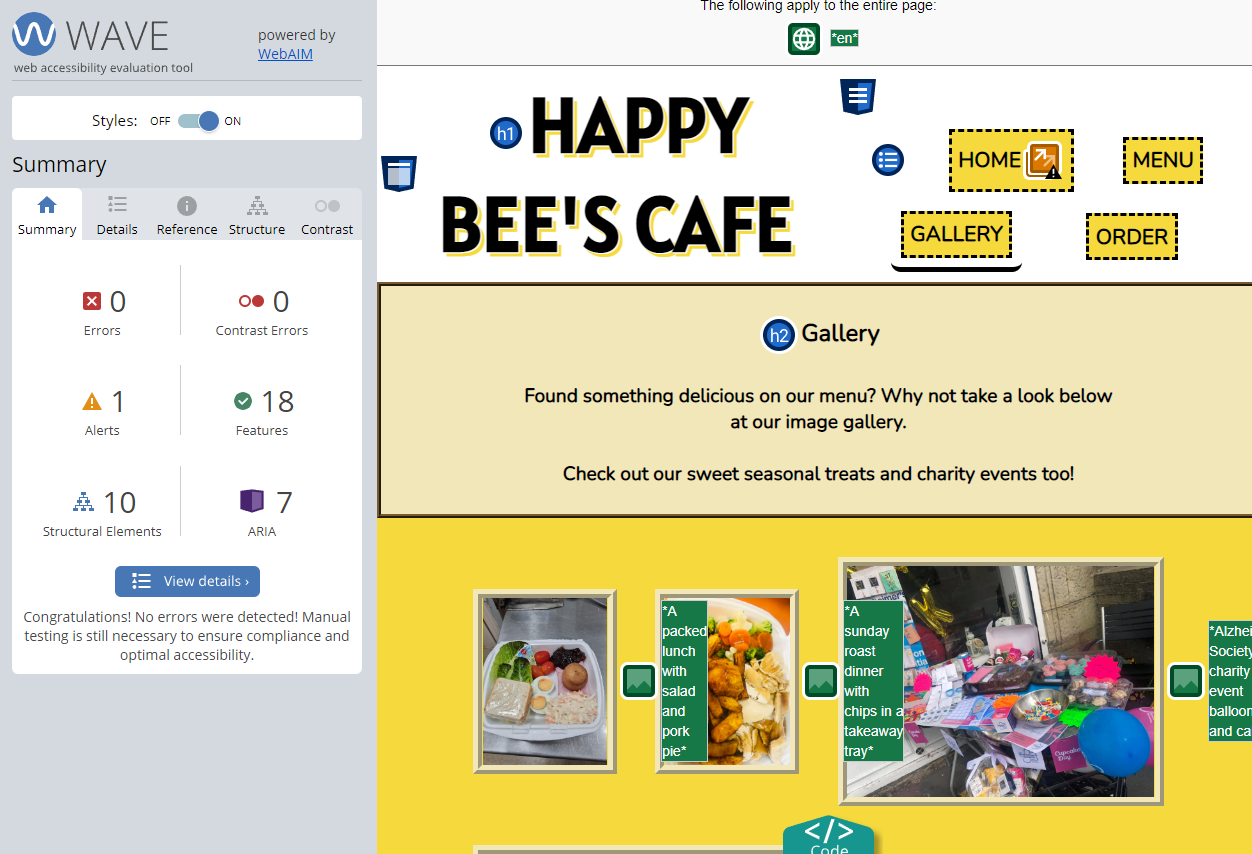 WAVE
web accessibility evaluation tool
powered by
WebAIM
Styles: OFF ON
Summary
Summary Details Reference Structure Contrast
0
Errors
0
Contrast Errors
1
Alerts
18
Features
10
Structural Elements
7
ARIA
View details ›
Congratulations! No errors were detected! Manual
testing is still necessary to ensure compliance and
optimal accessibility.
The following apply to the entire page:
*en*
h1 HAPPY
BEE'S CAFE
HOME
MENU
GALLERY
ORDER
h2 Gallery
Found something delicious on our menu? Why not take a look below
at our image gallery.
Check out our sweet seasonal treats and charity events too!
*A
packed
lunch
with
salad
and
pork
pie*
*A
sunday
roast
dinner
with
chips in a
takeaway
tray*
*Alzhei
Society
charity
event
balloon
and ca
</> Code